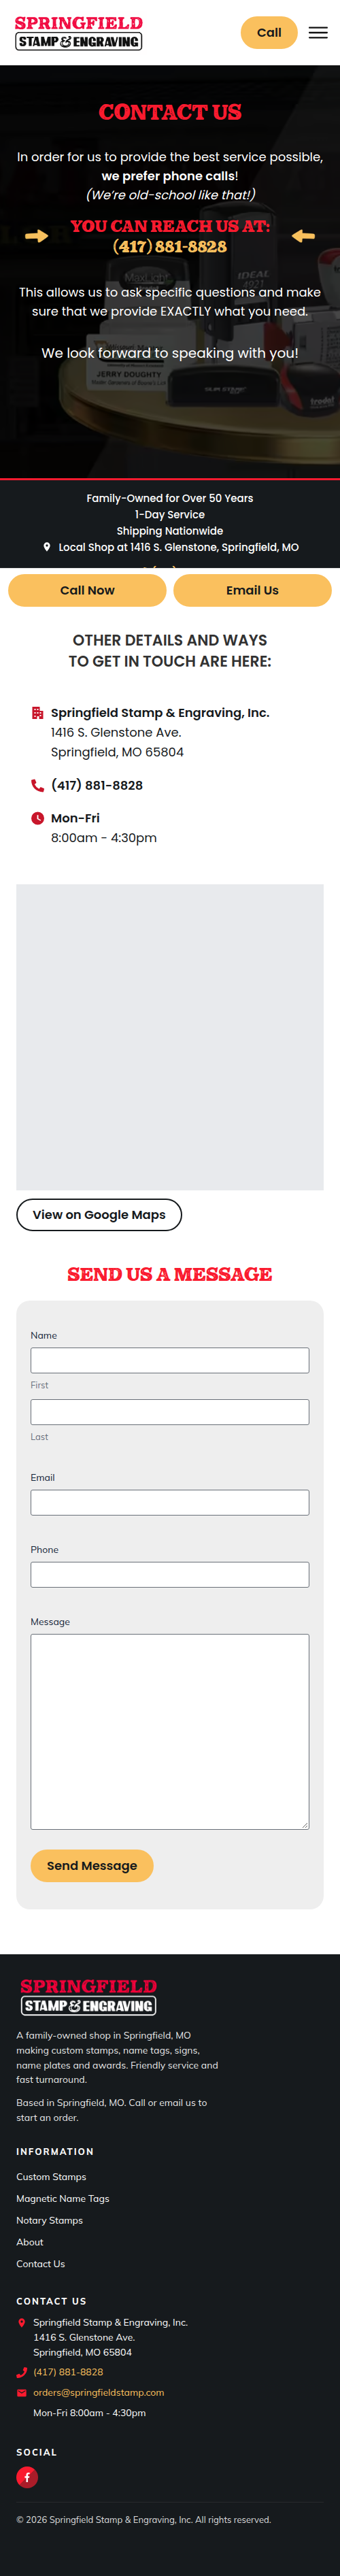 SPRINGFIELD
STAMP & ENGRAVING
Call
CONTACT US
In order for us to provide the best service possible,
we prefer phone calls!
(We're old-school like that!)
YOU CAN REACH US AT:
(417) 881-8828
This allows us to ask specific questions and make
sure that we provide EXACTLY what you need.
We look forward to speaking with you!
Family-Owned for Over 50 Years
1-Day Service
Shipping Nationwide
Local Shop at 1416 S. Glenstone, Springfield, MO
Call Now
Email Us
OTHER DETAILS AND WAYS
TO GET IN TOUCH ARE HERE:
Springfield Stamp & Engraving, Inc.
1416 S. Glenstone Ave.
Springfield, MO 65804
(417) 881-8828
Mon-Fri
8:00am - 4:30pm
View on Google Maps
SEND US A MESSAGE
Name
First
Last
Email
Phone
Message
Send Message
SPRINGFIELD
STAMP & ENGRAVING
A family-owned shop in Springfield, MO
making custom stamps, name tags, signs,
name plates and awards. Friendly service and
fast turnaround.
Based in Springfield, MO. Call or email us to
start an order.
INFORMATION
Custom Stamps
Magnetic Name Tags
Notary Stamps
About
Contact Us
CONTACT US
Springfield Stamp & Engraving, Inc.
1416 S. Glenstone Ave.
Springfield, MO 65804
(417) 881-8828
orders@springfieldstamp.com
Mon-Fri 8:00am - 4:30pm
SOCIAL
© 2026 Springfield Stamp & Engraving, Inc. All rights reserved.